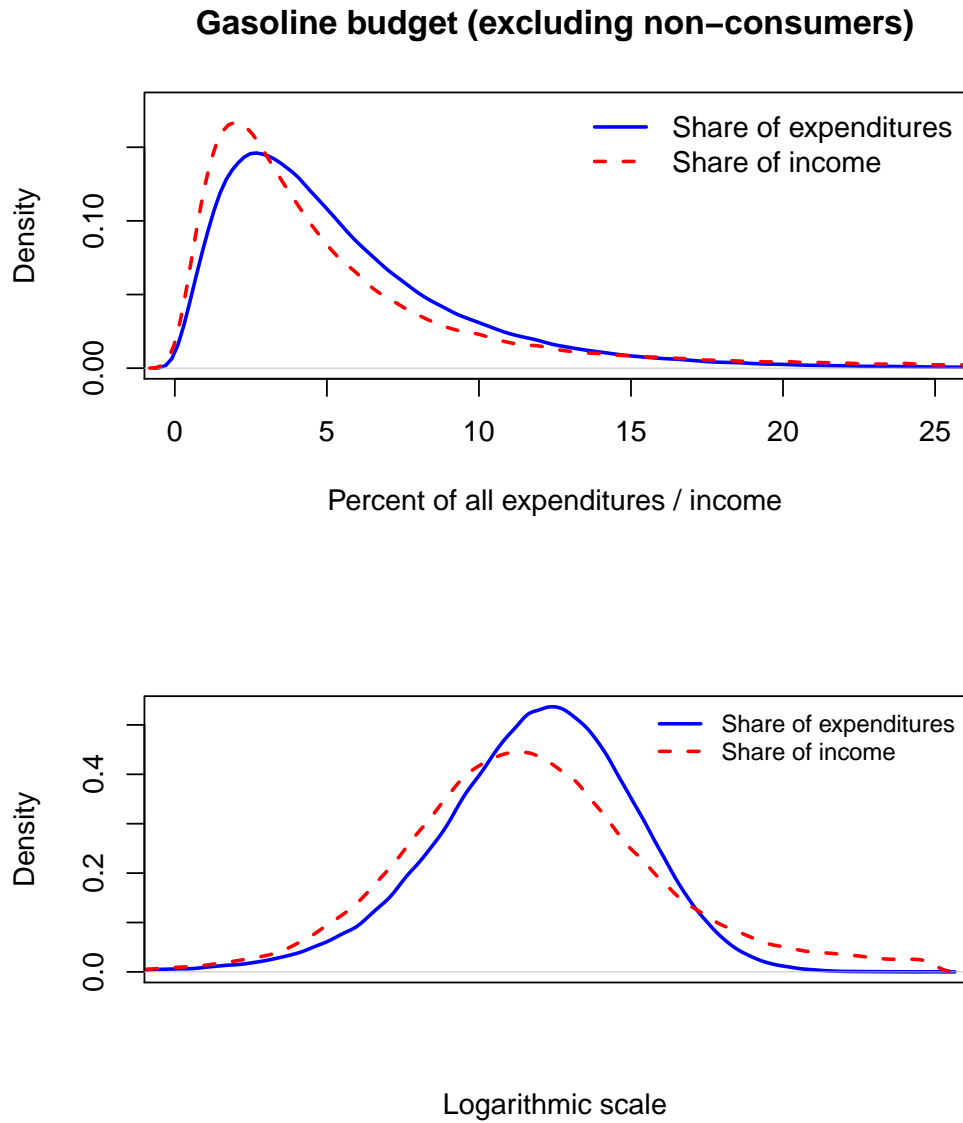 Gasoline budget (excluding non−consumers)
Share of expenditures
Share of income
Density
0.00
0.10
0
5
10
15
20
25
Percent of all expenditures / income
Share of expenditures
Share of income
Density
0.0
0.2
0.4
Logarithmic scale